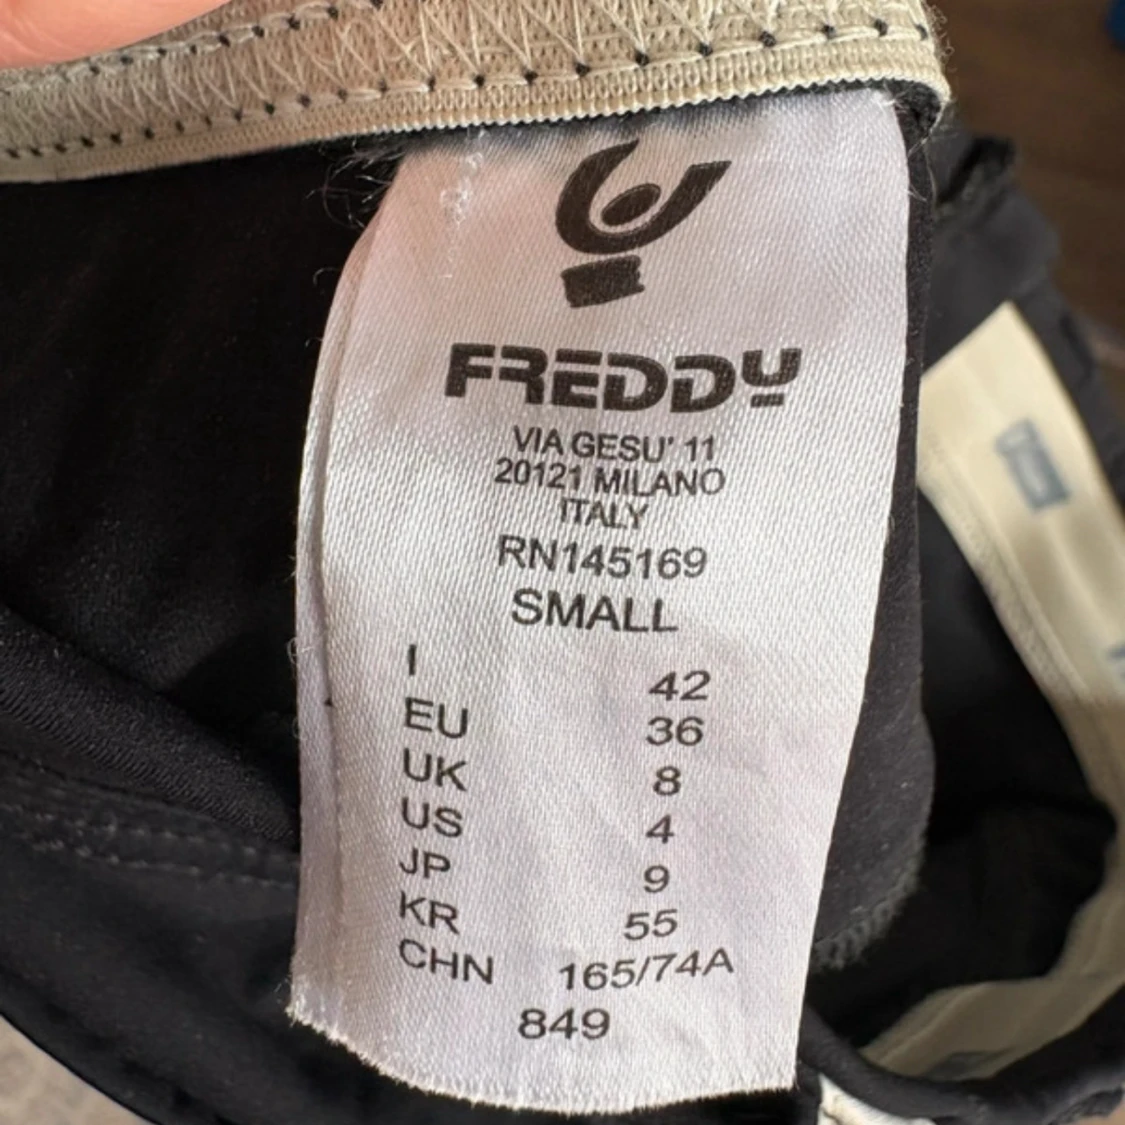 FREDDY
VIA GESU' 11
20121 MILANO
ITALY
RN145169
SMALL
I 42
EU 36
UK 8
US 4
JP 9
KR 55
CHN 165/74A
849